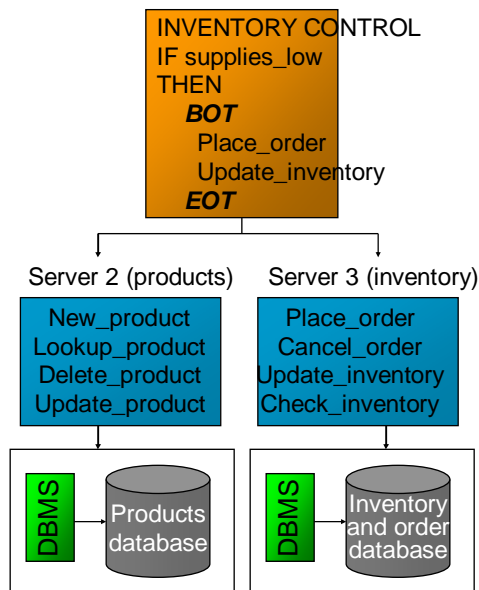 INVENTORY CONTROL
IF supplies_low
THEN
BOT
Place_order
Update_inventory
EOT
Server 2 (products)
New_product
Lookup_product
Delete_product
Update_product
DBMS
Products
database
Server 3 (inventory)
Place_order
Cancel_order
Update_inventory
Check_inventory
DBMS
Inventory
and order
database